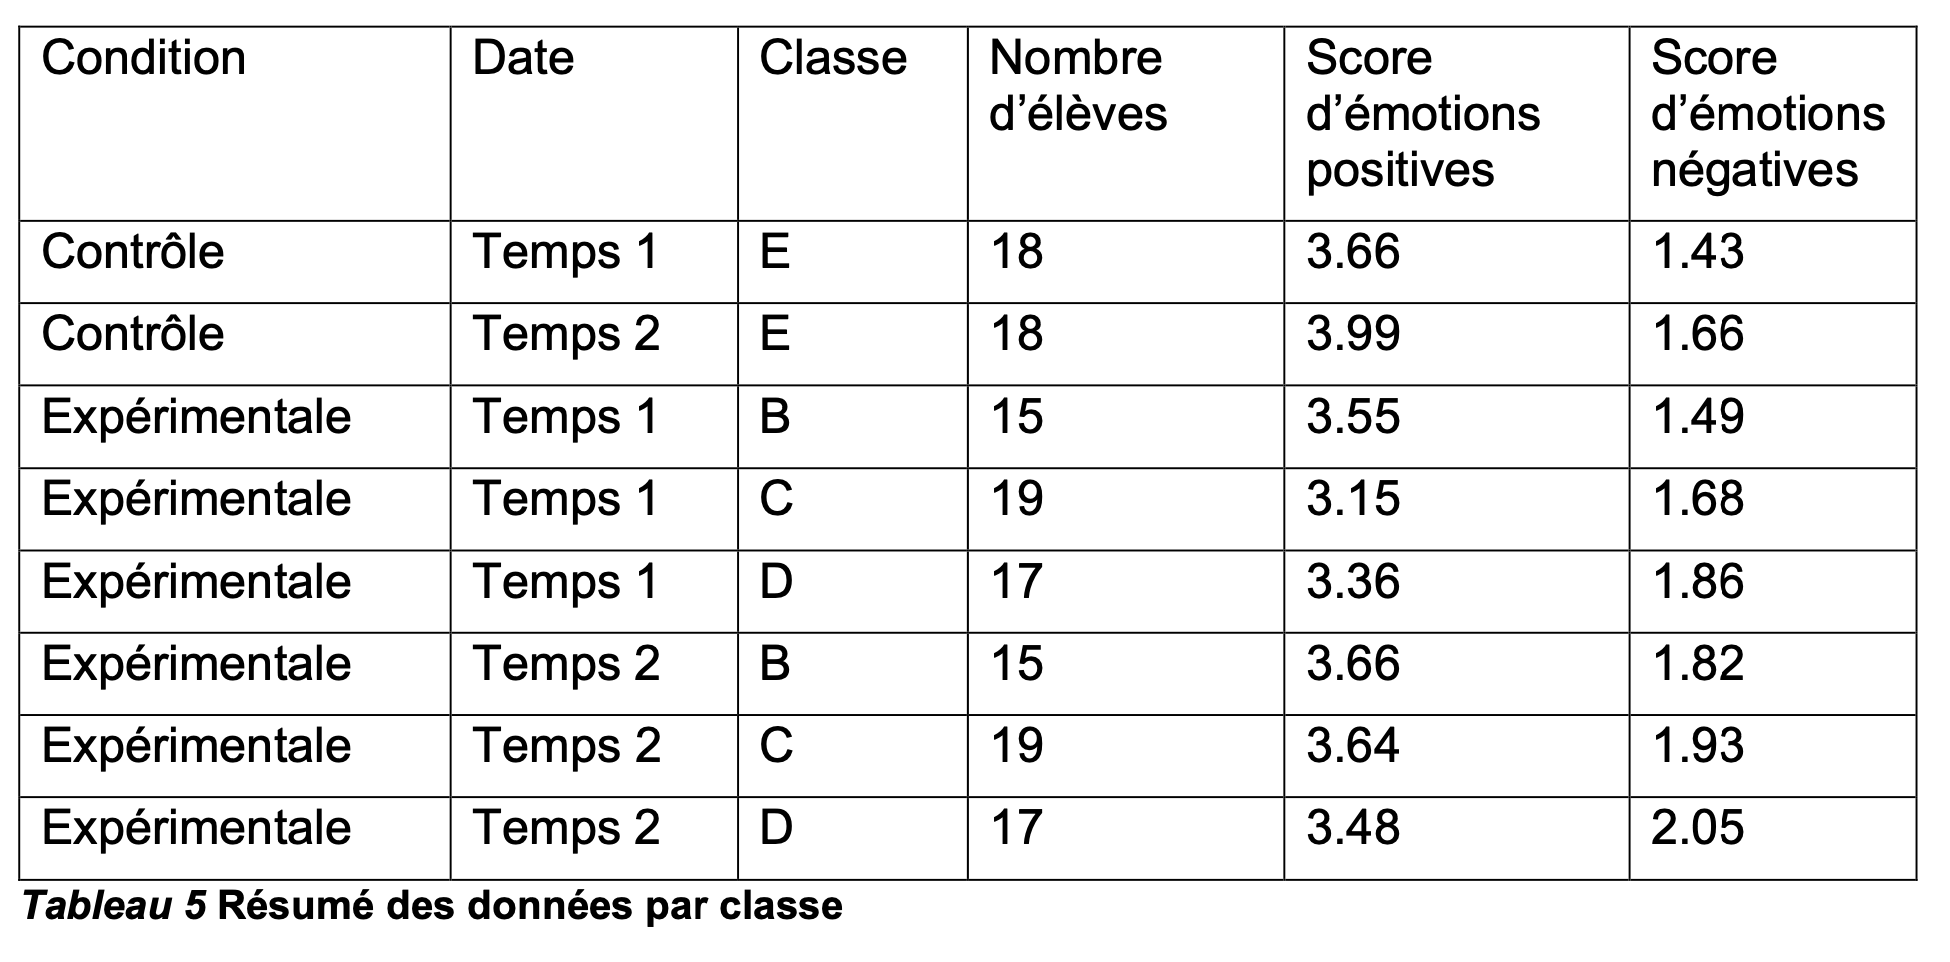 Condition Date Classe Nombre d’élèves Score d’émotions positives Score d’émotions négatives
Contrôle Temps 1 E 18 3.66 1.43
Contrôle Temps 2 E 18 3.99 1.66
Expérimentale Temps 1 B 15 3.55 1.49
Expérimentale Temps 1 C 19 3.15 1.68
Expérimentale Temps 1 D 17 3.36 1.86
Expérimentale Temps 2 B 15 3.66 1.82
Expérimentale Temps 2 C 19 3.64 1.93
Expérimentale Temps 2 D 17 3.48 2.05
Tableau 5 Résumé des données par classe